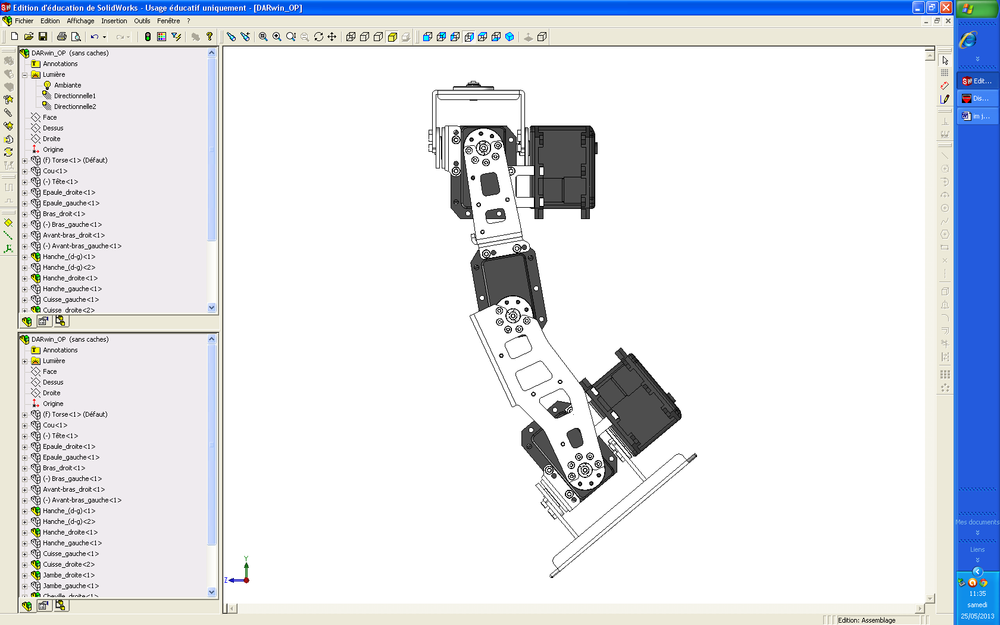 Edition d'éducation de SolidWorks - Usage éducatif uniquement - [DARwin_OP]
Fichier Edition Affichage Insertion Outils Fenêtre ?
DARwin_OP (sans caches)
Annotations
Lumière
Ambiante
Directionnelle1
Directionnelle2
Face
Dessus
Droite
Origine
(f) Torse<1> (Défaut)
Cou<1>
(-) Tête<1>
Epaule_droite<1>
Epaule_gauche<1>
Bras_droit<1>
(-) Bras_gauche<1>
Avant-bras_droit<1>
(-) Avant-bras_gauche<1>
Hanche_(d-g)<1>
Hanche_(d-g)<2>
Hanche_droite<1>
Hanche_gauche<1>
Cuisse_gauche<1>
Cuisse_droite<2>
DARwin_OP (sans caches)
Annotations
Lumière
Face
Dessus
Droite
Origine
(f) Torse<1> (Défaut)
Cou<1>
(-) Tête<1>
Epaule_droite<1>
Epaule_gauche<1>
Bras_droit<1>
(-) Bras_gauche<1>
Avant-bras_droit<1>
(-) Avant-bras_gauche<1>
Hanche_(d-g)<1>
Hanche_(d-g)<2>
Hanche_droite<1>
Hanche_gauche<1>
Cuisse_gauche<1>
Cuisse_droite<2>
Jambe_droite<1>
Jambe_gauche<1>
Cheville_droite<1>
Y
Z
Edition: Assemblage
Edit...
Dis...
im j...
Mes documents
Liens
11:35
samedi
25/05/2013